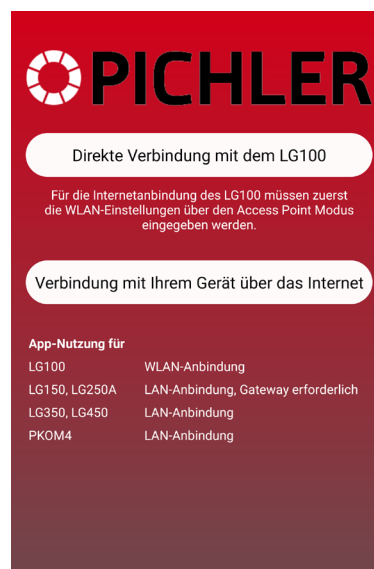 PICHLER
Direkte Verbindung mit dem LG100
Für die Internetanbindung des LG100 müssen zuerst
die WLAN-Einstellungen über den Access Point Modus
eingegeben werden.
Verbindung mit Ihrem Gerät über das Internet
App-Nutzung für
LG100 WLAN-Anbindung
LG150, LG250A LAN-Anbindung, Gateway erforderlich
LG350, LG450 LAN-Anbindung
PKOM4 LAN-Anbindung